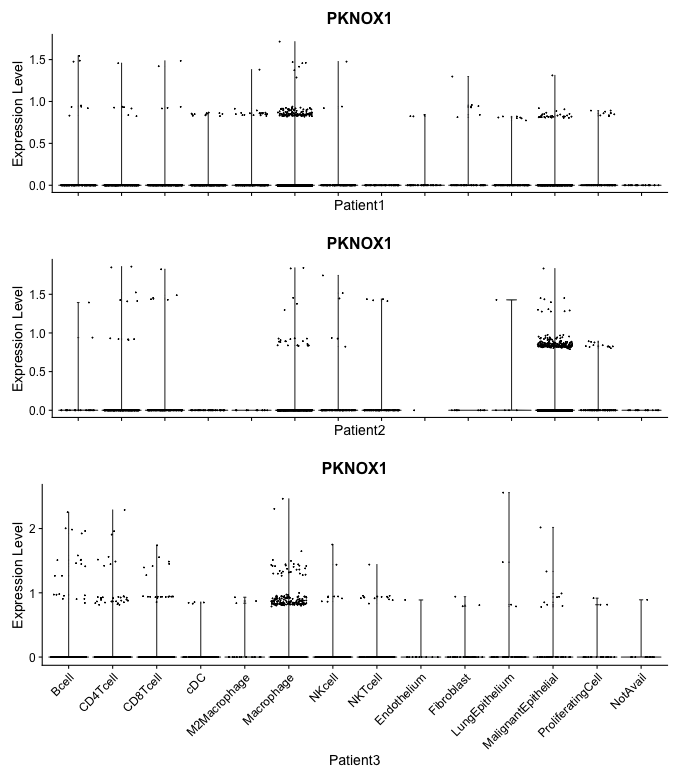 PKNOX1
Expression Level
1.5
1.0
0.5
0.0
Patient1
PKNOX1
Expression Level
1.5
1.0
0.5
0.0
Patient2
PKNOX1
Expression Level
2
1
0
Bcell
CD4Tcell
CD8Tcell
cDC
M2Macrophage
Macrophage
NKcell
NKTcell
Endothelium
Fibroblast
LungEpithelium
MalignantEpithelial
ProliferatingCell
NotAvail
Patient3